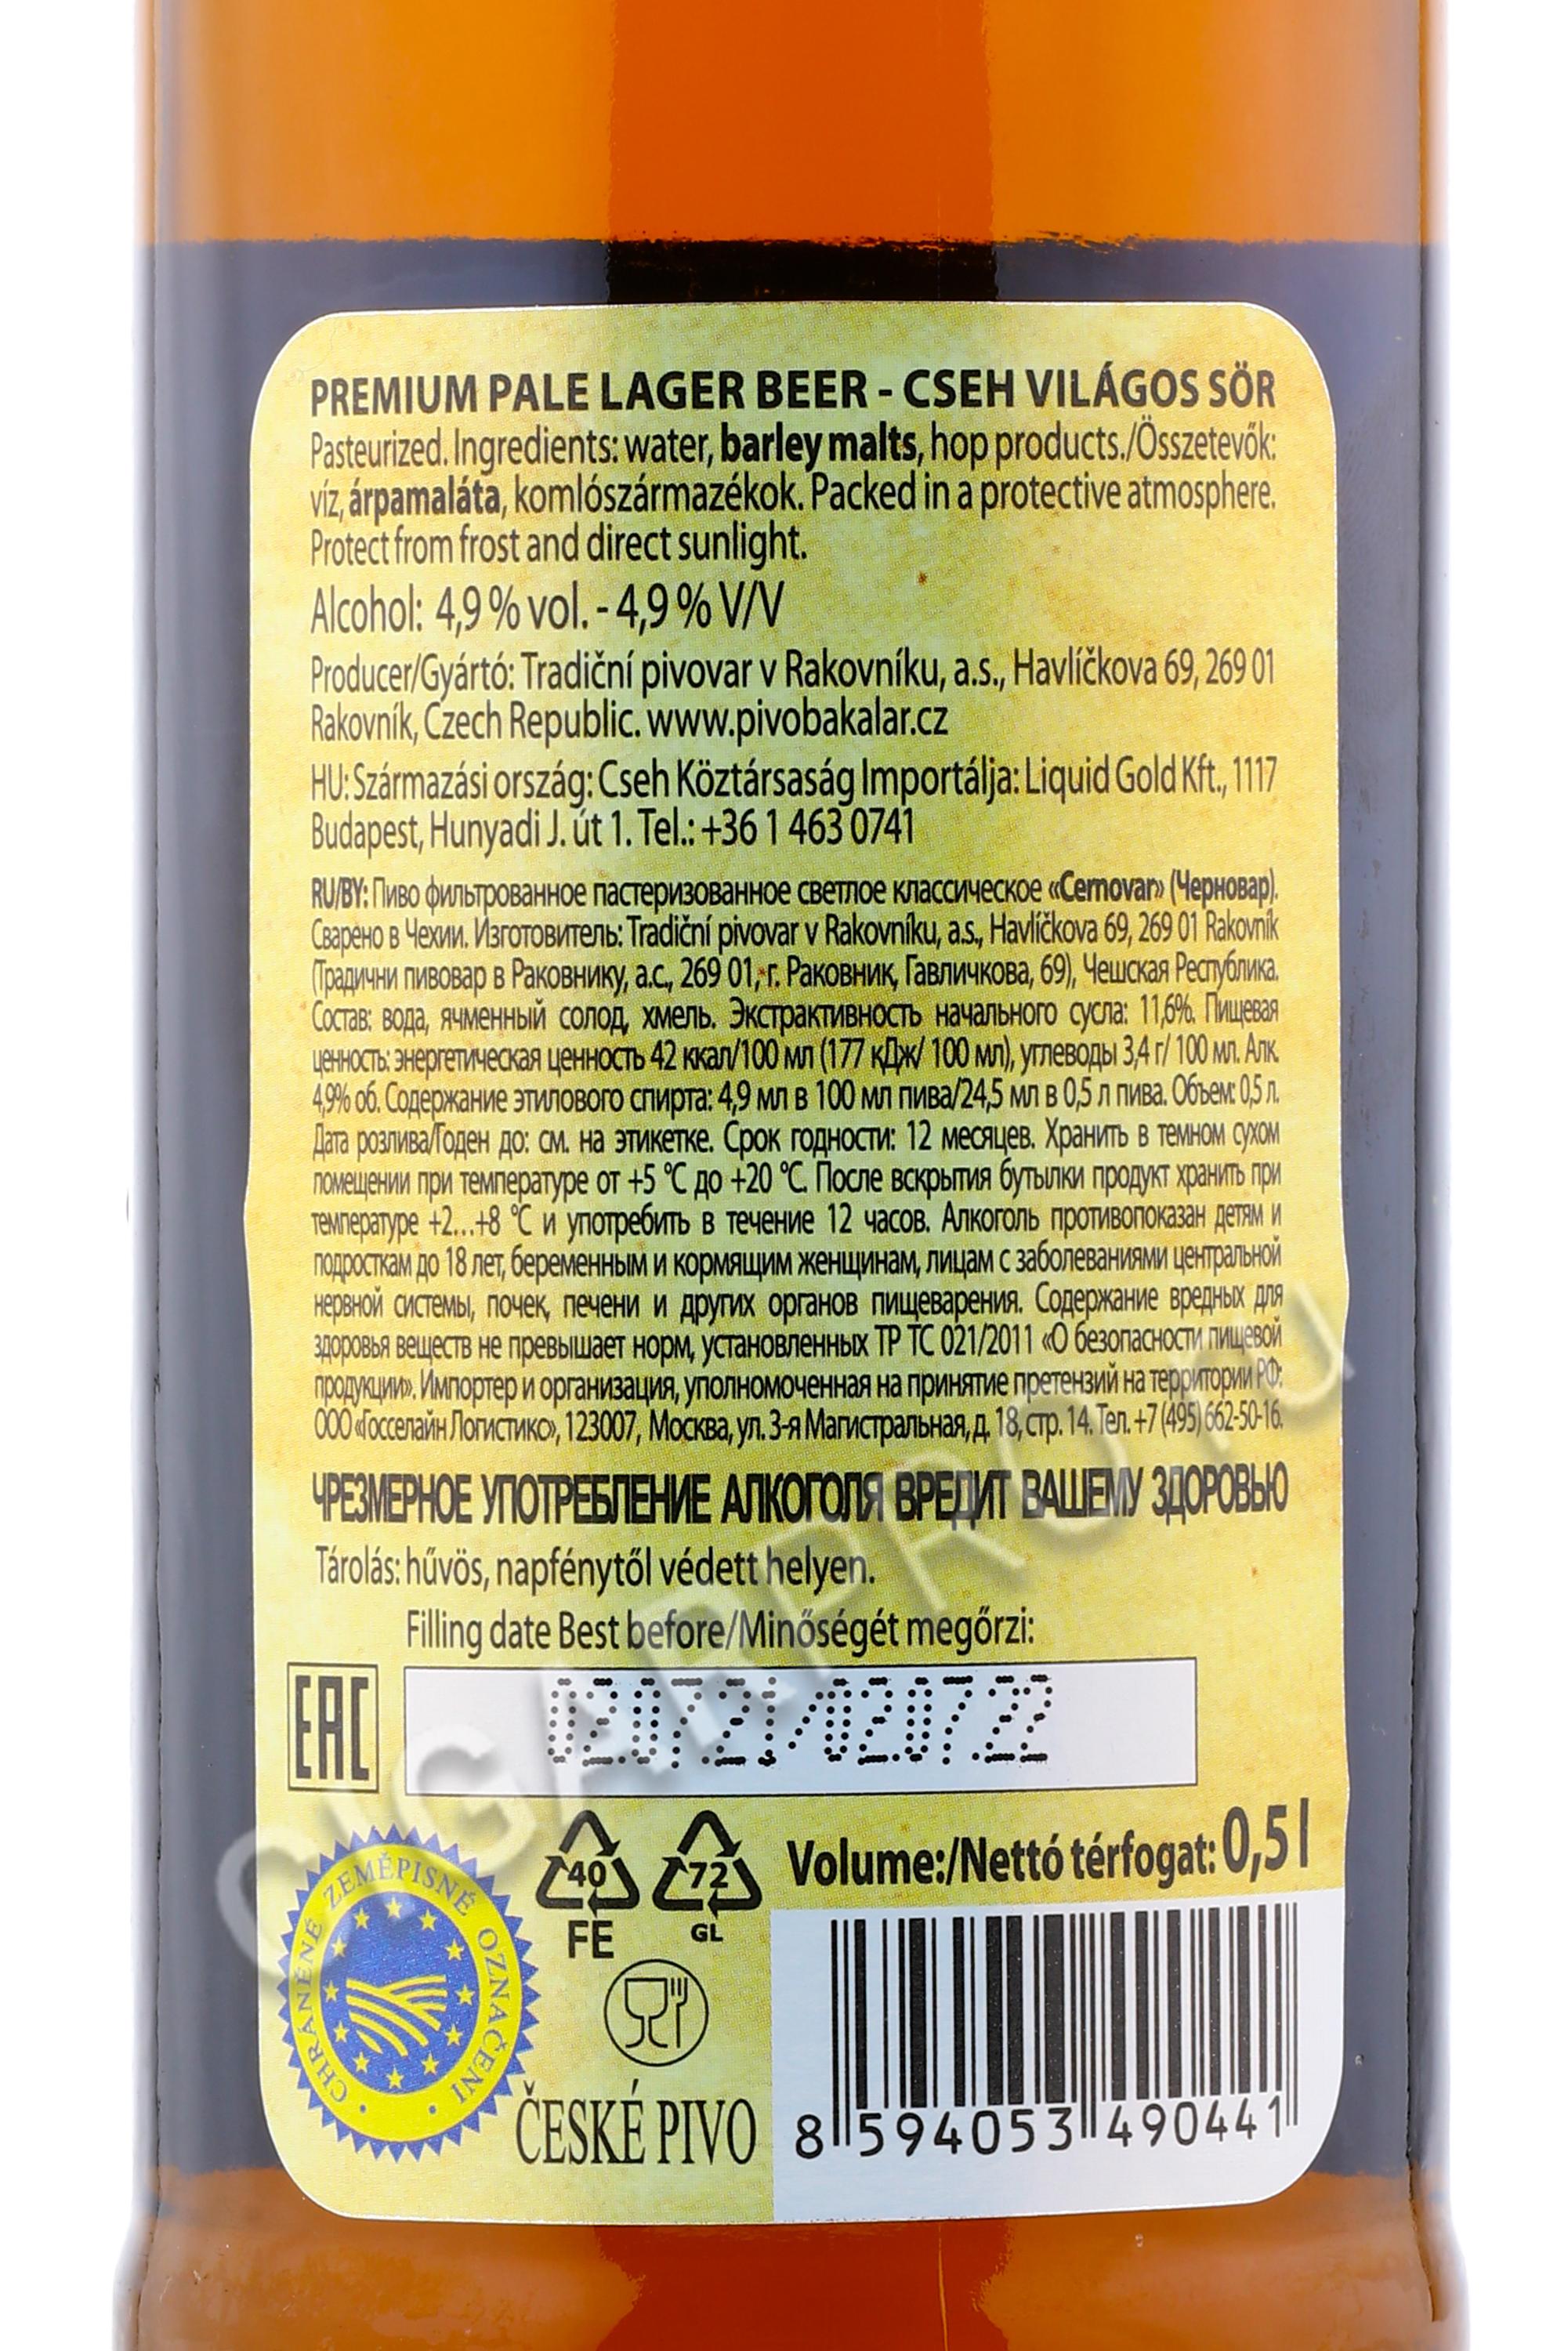 PREMIUM PALE LAGER BEER - CSEH VILÁGOS SÖR
Pasteurized. Ingredients: water, barley malts, hop products./Összetevők:
víz, árpamaláta, komlószármazékok. Packed in a protective atmosphere.
Protect from frost and direct sunlight.
Alcohol: 4,9 % vol. - 4,9 % V/V
Producer/Gyártó: Tradiční pivovar v Rakovníku, a.s., Havlíčkova 69, 269 01
Rakovník, Czech Republic. www.pivobakalar.cz
HU: Származási ország: Cseh Köztársaság Importálja: Liquid Gold Kft., 1117
Budapest, Hunyadi J. út 1. Tel.: +36 1 463 0741
RU/BY: Пиво фильтрованное пастеризованное светлое классическое «Cernovar» (Черновар).
Сварено в Чехии. Изготовитель: Tradiční pivovar v Rakovníku, a.s., Havlíčkova 69, 269 01 Rakovník
(Традични пивовар в Раковнику, а.с., 269 01, г. Раковник, Гавличкова, 69), Чешская Республика.
Состав: вода, ячменный солод, хмель. Экстрактивность начального сусла: 11,6%. Пищевая
ценность: энергетическая ценность 42 ккал/100 мл (177 кДж/ 100 мл), углеводы 3,4 г/ 100 мл. Алк.
4,9% об. Содержание этилового спирта: 4,9 мл в 100 мл пива/24,5 мл в 0,5 л пива. Объем: 0,5 л.
Дата розлива/Годен до: см. на этикетке. Срок годности: 12 месяцев. Хранить в темном сухом
помещении при температуре от +5 °C до +20 °C. После вскрытия бутылки продукт хранить при
температуре +2...+8 °C и употребить в течение 12 часов. Алкоголь противопоказан детям и
подросткам до 18 лет, беременным и кормящим женщинам, лицам с заболеваниями центральной
нервной системы, почек, печени и других органов пищеварения. Содержание вредных для
здоровья веществ не превышает норм, установленных ТР ТС 021/2011 «О безопасности пищевой
продукции». Импортер и организация, уполномоченная на принятие претензий на территории РФ:
ООО «Госселайн Логистик», 123007, Москва, ул. 3-я Магистральная, д. 18, стр. 14. Тел. +7 (495) 662-50-16.
ЧРЕЗМЕРНОЕ УПОТРЕБЛЕНИЕ АЛКОГОЛЯ ВРЕДИТ ВАШЕМУ ЗДОРОВЬЮ
Tárolás: hűvös, napfénytől védett helyen.
Filling date Best before/Minőségét megőrzi:
EAC
02.07.21/02.07.22
CIGARPRO.ru
CHRÁNĚNÉ ZEMĚPISNÉ OZNAČENÍ
40
FE
72
GL
Volume:/Nettó térfogat: 0,5 l
ČESKÉ PIVO
8 594053 490441